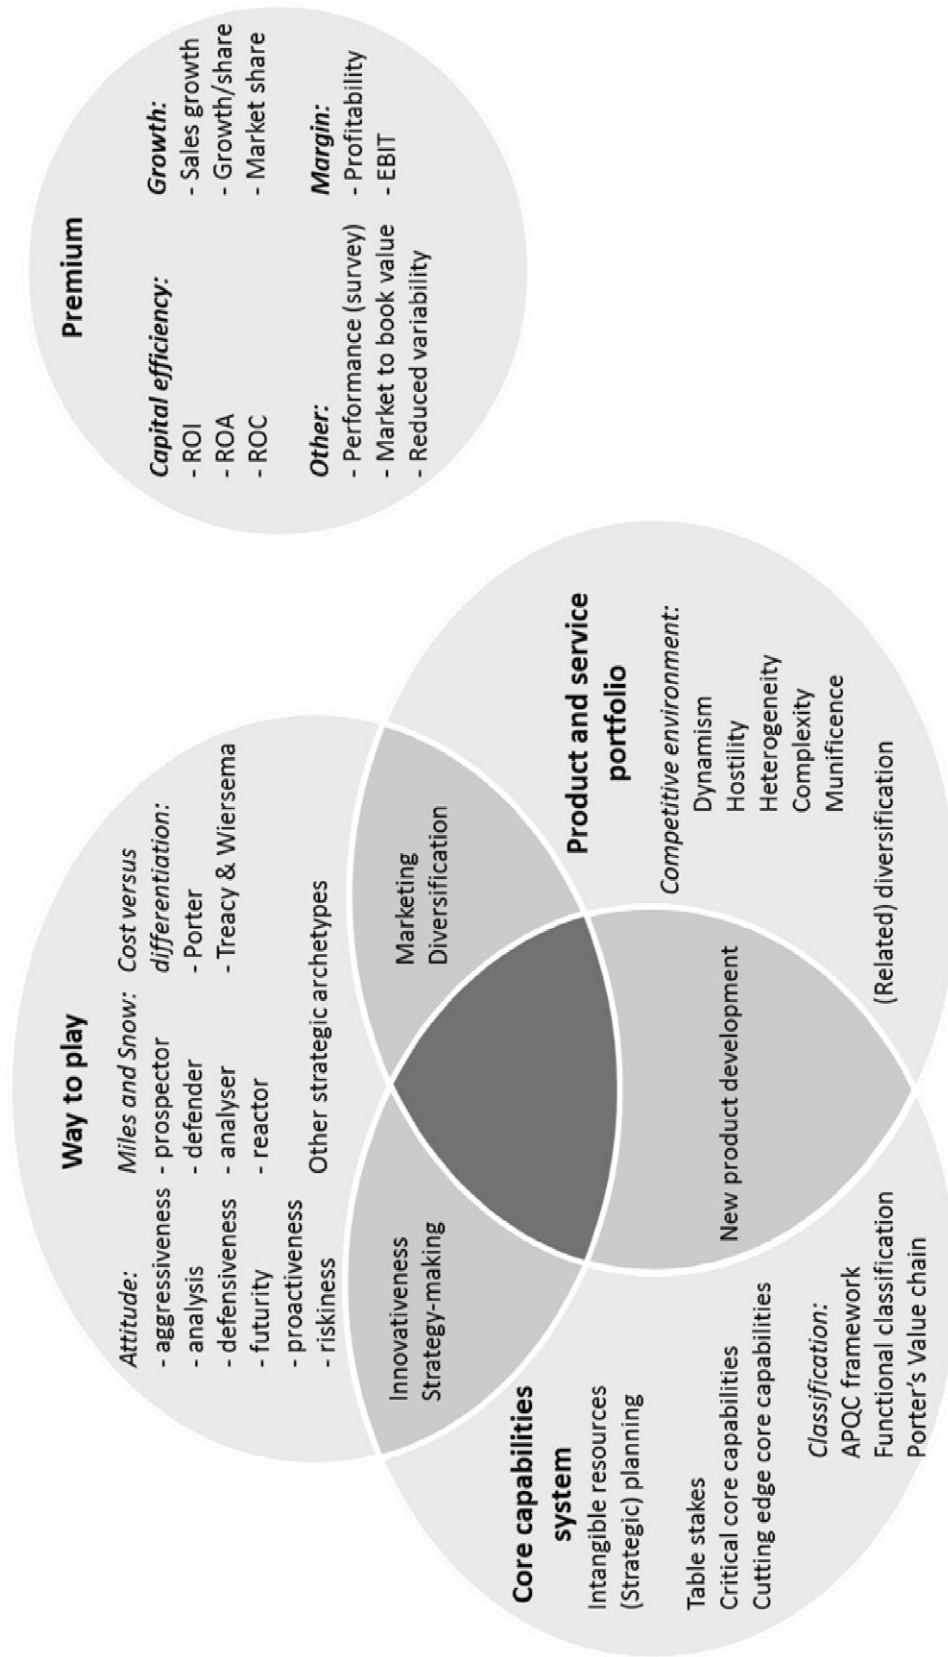 Way to play
Attitude:
- aggressiveness
- analysis
- defensiveness
- futurity
- proactiveness
- riskiness
Miles and Snow:
- prospector
- defender
- analyser
- reactor
Cost versus
differentiation:
- Porter
- Treacy & Wiersema
Other strategic archetypes
Innovativeness
Strategy-making
Marketing
Diversification
Core capabilities
system
Intangible resources
(Strategic) planning
Table stakes
Critical core capabilities
Cutting edge core capabilities
Classification:
APQC framework
Functional classification
Porter's Value chain
New product development
Product and service
portfolio
Competitive environment:
Dynamism
Hostility
Heterogeneity
Complexity
Munificence
(Related) diversification
Premium
Capital efficiency:
- ROI
- ROA
- ROC
Growth:
- Sales growth
- Growth/share
- Market share
Other:
- Performance (survey)
- Market to book value
- Reduced variability
Margin:
- Profitability
- EBIT